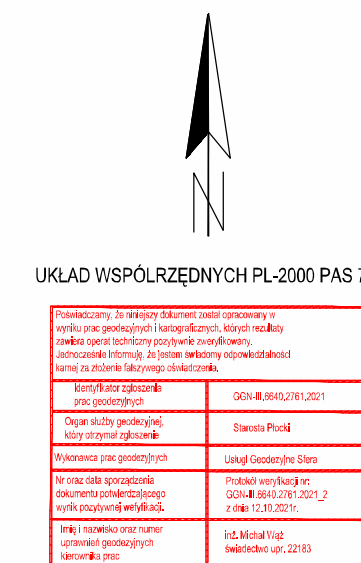 N
UKŁAD WSPÓLRZĘDNYCH PL-2000 PAS 7
Poświadczamy, że niniejszy dokument został opracowany w
wyniku prac geodezyjnych i kartograficznych, których rezultaty
zawiera operat techniczny pozytywnie zweryfikowany.
Jednocześnie informuję, że jestem świadomy odpowiedzialności
karnej za złożenie fałszywego oświadczenia.
Identyfikator zgłoszenia
prac geodezyjnych
GGN-III.6640.2761.2021
Organ służby geodezyjnej,
który otrzymał zgłoszenie
Starosta Płocki
Wykonawca prac geodezyjnych
Usługi Geodezyjne Sfera
Nr oraz data sporządzenia
dokumentu potwierdzającego
wynik pozytywnej weryfikacji.
Protokół weryfikacji nr:
GGN-III.6640.2761.2021_2
z dnia 12.10.2021r.
Imię i nazwisko oraz numer
uprawnień geodezyjnych
kierownika prac
inż. Michał Wąż
świadectwo upr. 22183